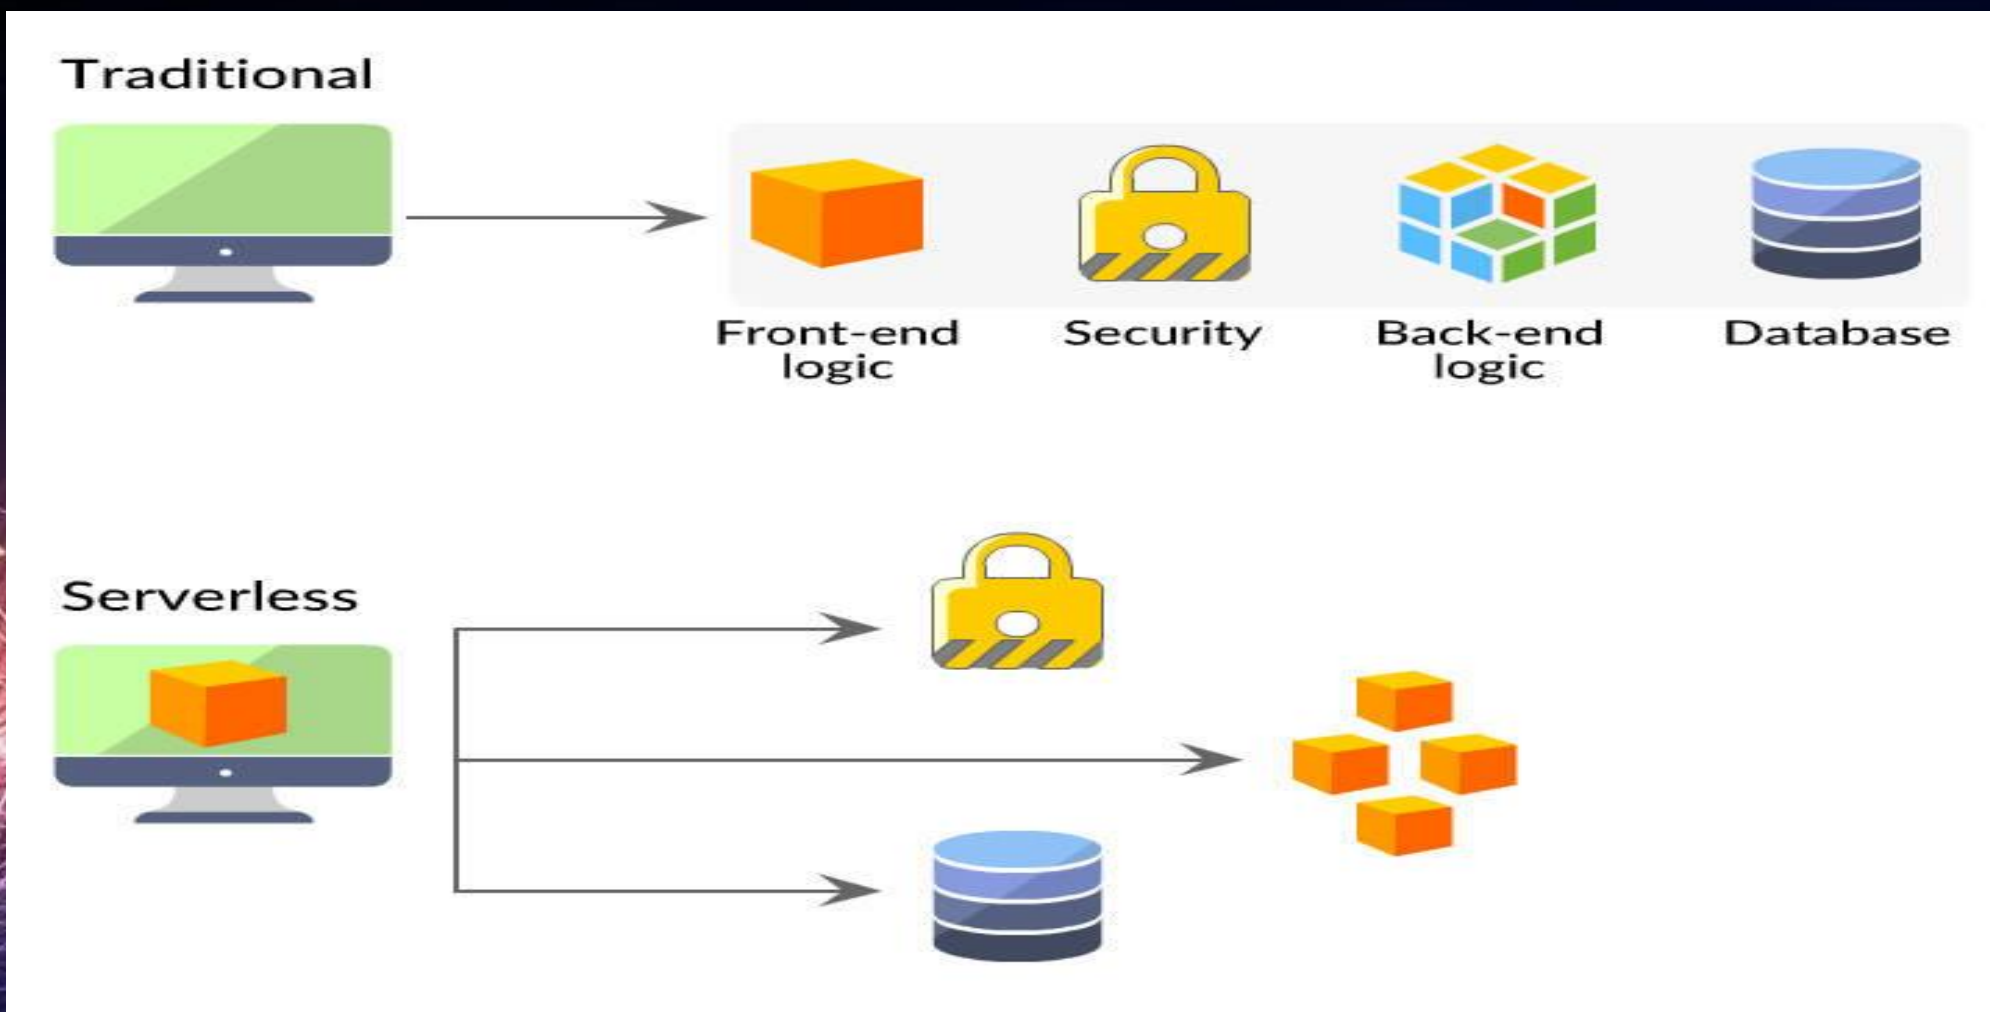 Traditional
Front-end
logic
Security
Back-end
logic
Database
Serverless